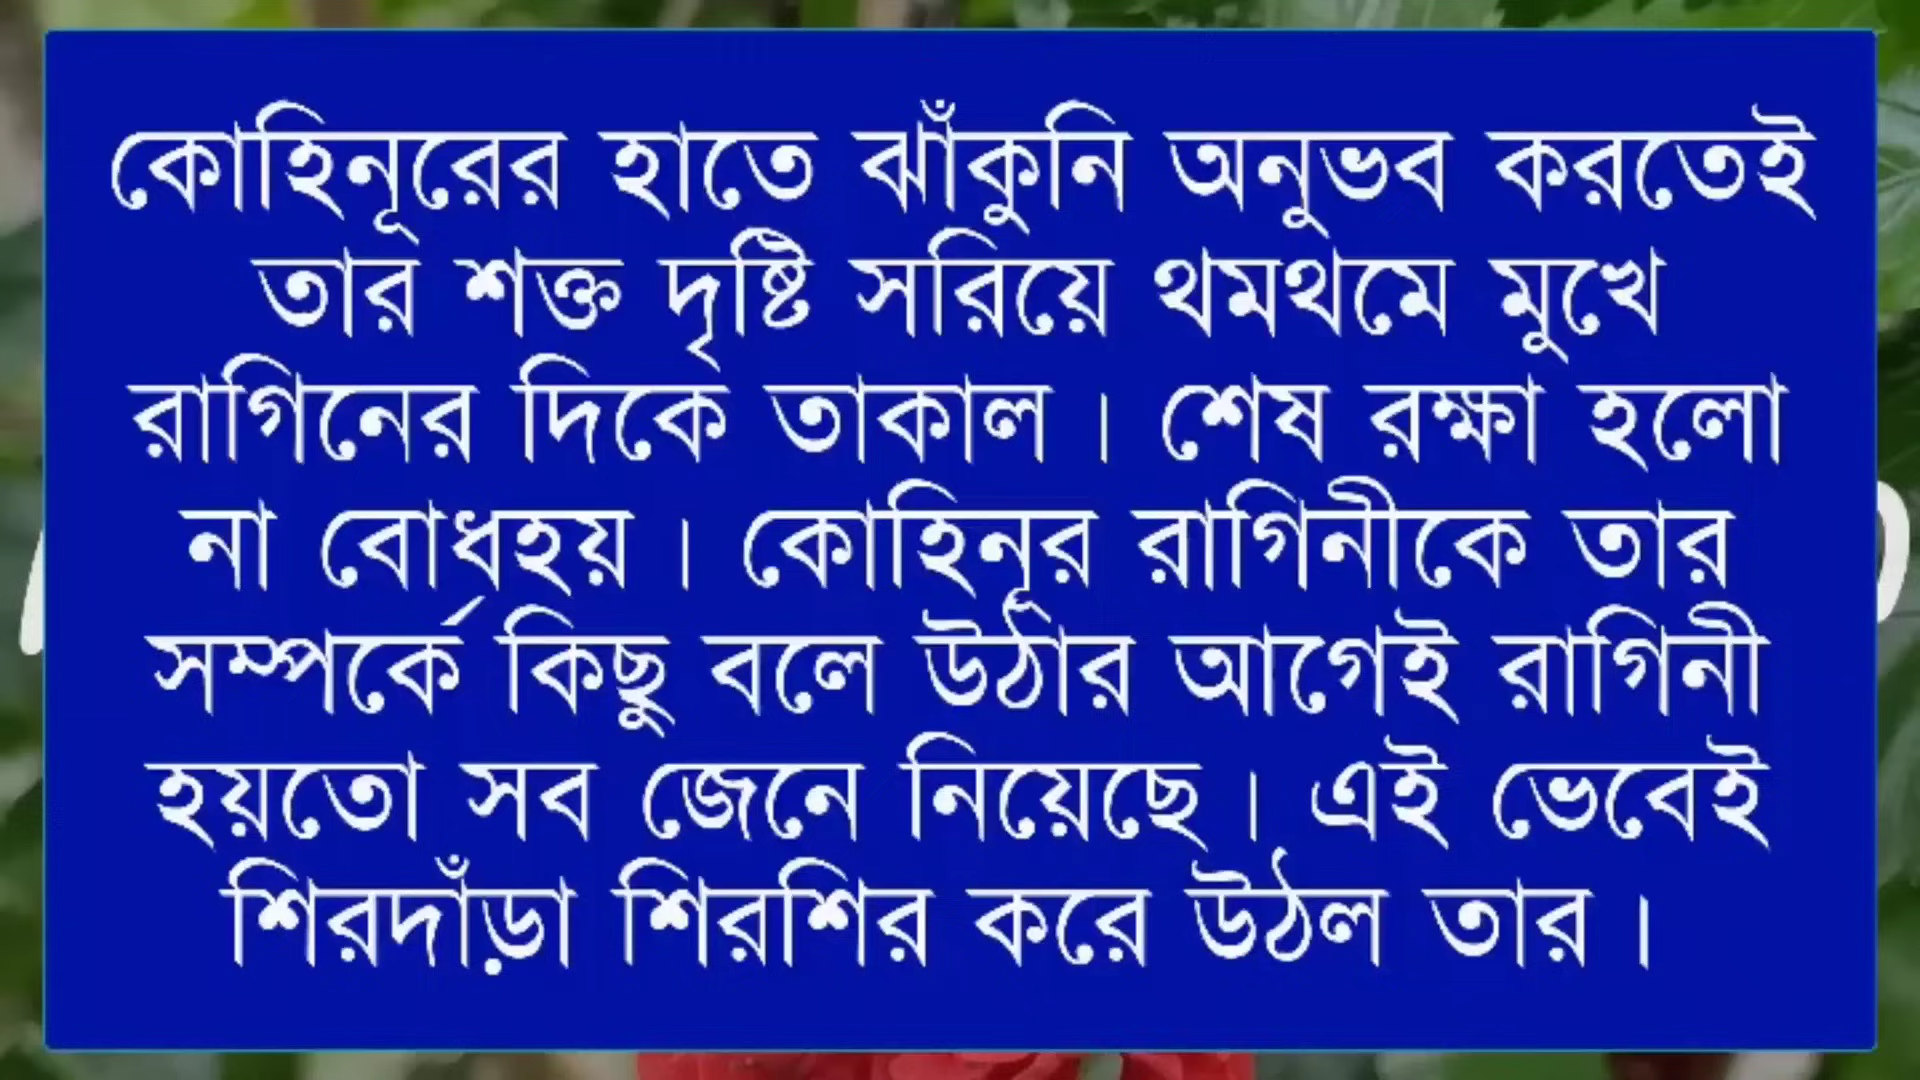 কোহিনূরের হাতে ঝাঁকুনি অনুভব করতেই
তার শক্ত দৃষ্টি সরিয়ে থমথমে মুখে
রাগিনের দিকে তাকাল। শেষ রক্ষা হলো
না বোধহয়। কোহিনূর রাগিনীকে তার
সম্পর্কে কিছু বলে উঠার আগেই রাগিনী
হয়তো সব জেনে নিয়েছে। এই ভেবেই
শিরদাঁড়া শিরশির করে উঠল তার।